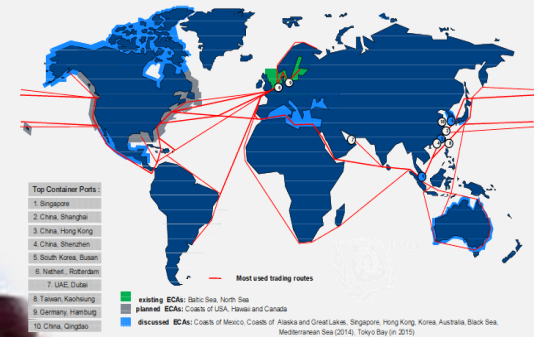 Top Container Ports :
1. Singapore
2. China, Shanghai
3. China, Hong Kong
4. China, Shenzhen
5. South Korea, Busan
6. Netherl., Rotterdam
7. UAE, Dubai
8. Taiwan, Kaohsiung
9. Germany, Hamburg
10. China, Qingdao
Most used trading routes
existing ECAs: Baltic Sea, North Sea
planned ECAs: Coasts of USA, Hawaii and Canada
discussed ECAs: Coasts of Mexico, Coasts of Alaska and Great Lakes, Singapore, Hong Kong, Korea, Australia, Black Sea,
Mediterranean Sea (2014), Tokyo Bay (in 2015)